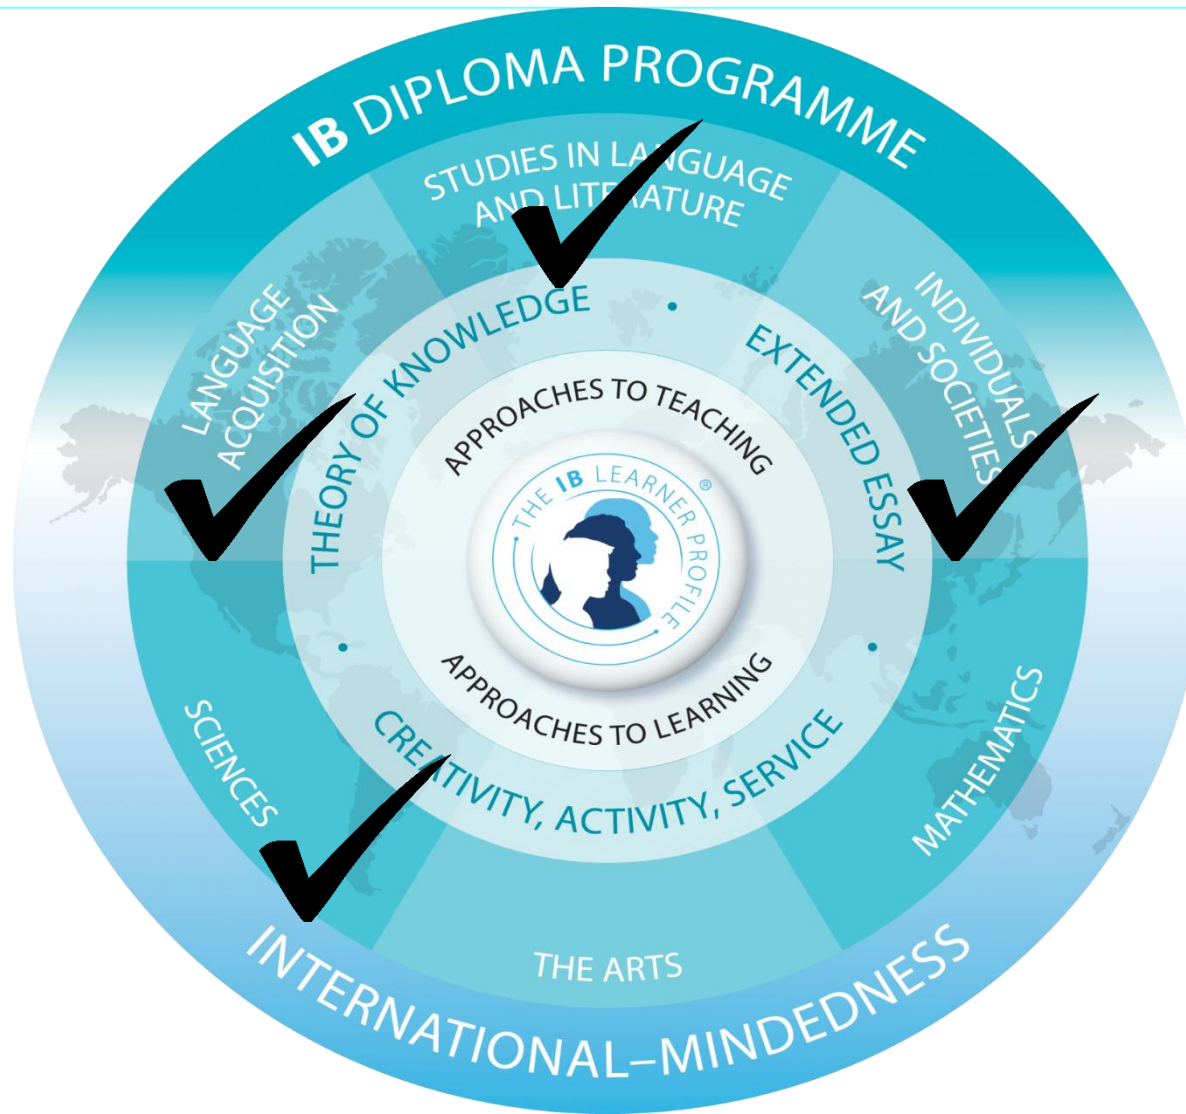 IB DIPLOMA PROGRAMME
STUDIES IN LANGUAGE
AND LITERATURE
LANGUAGE
ACQUISITION
INDIVIDUALS
AND SOCIETIES
THEORY OF KNOWLEDGE •
EXTENDED ESSAY •
APPROACHES TO TEACHING
THE IB LEARNER PROFILE ®
APPROACHES TO LEARNING
CREATIVITY, ACTIVITY, SERVICE •
SCIENCES
MATHEMATICS
THE ARTS
INTERNATIONAL–MINDEDNESS